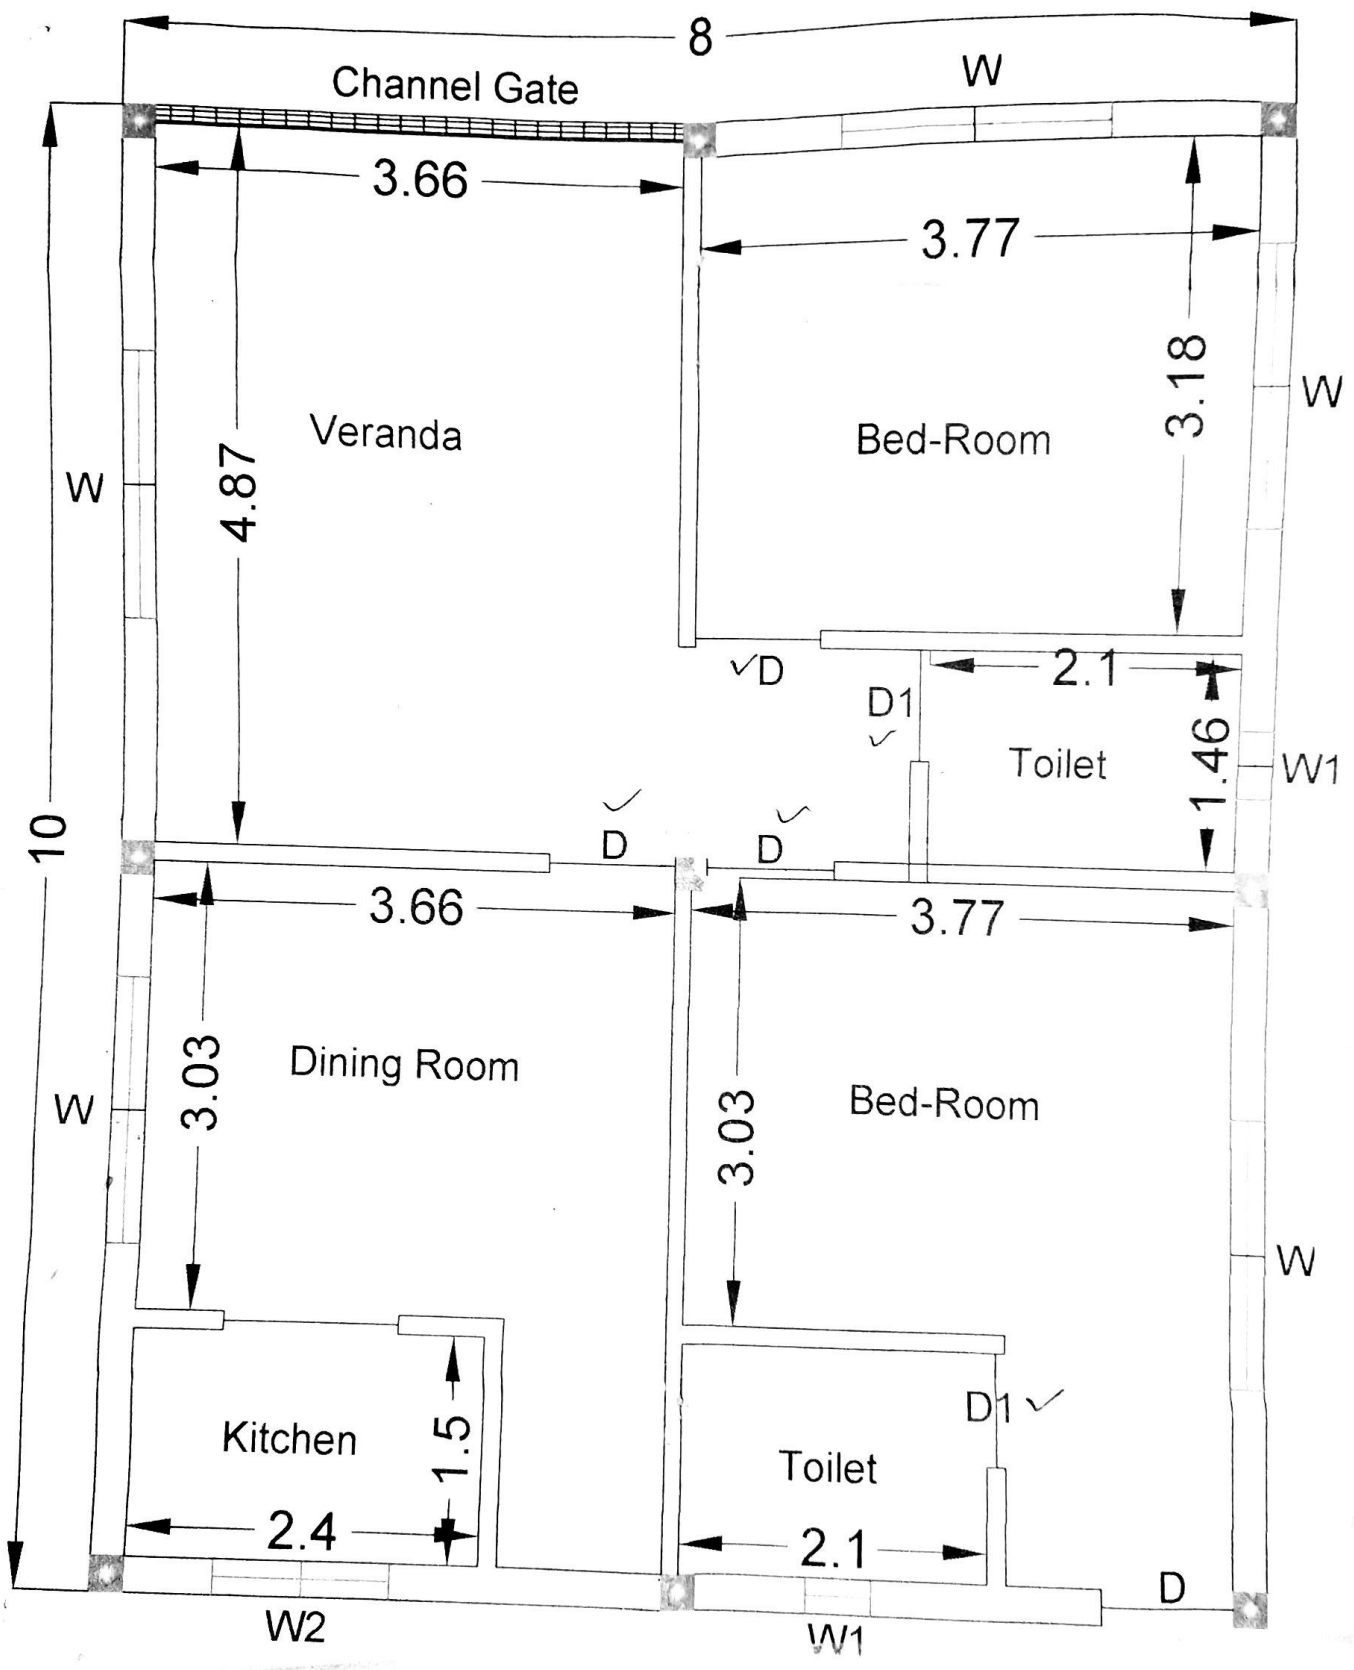 8
Channel Gate
W
3.66
3.77
3.18
W
Veranda
Bed-Room
4.87
W
D
2.1
D1
Toilet
1.46
W1
10
D
D
3.66
3.77
3.03
Dining Room
3.03
Bed-Room
W
W
D1
Kitchen
1.5
Toilet
2.4
2.1
D
W2
W1